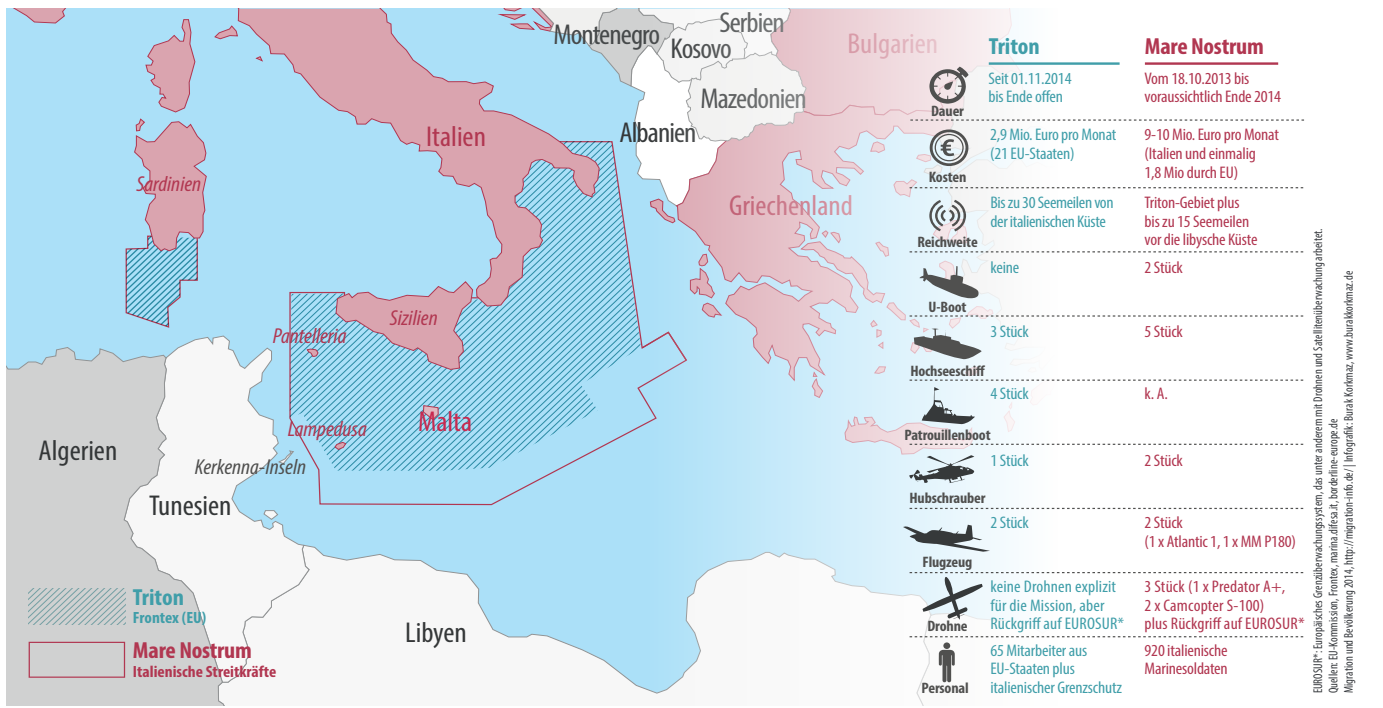 Montenegro
Serbien
Kosovo
Bulgarien
Mazedonien
Albanien
Italien
Sardinien
Griechenland
Sizilien
Pantelleria
Malta
Lampedusa
Kerkenna-Inseln
Algerien
Tunesien
Libyen
Triton
Frontex (EU)
Mare Nostrum
Italienische Streitkräfte
Triton
Mare Nostrum
Dauer
Seit 01.11.2014
bis Ende offen
Vom 18.10.2013 bis
voraussichtlich Ende 2014
€
Kosten
2,9 Mio. Euro pro Monat
(21 EU-Staaten)
9-10 Mio. Euro pro Monat
(Italien und einmalig
1,8 Mio durch EU)
Reichweite
Bis zu 30 Seemeilen von
der italienischen Küste
Triton-Gebiet plus
bis zu 15 Seemeilen
vor die libysche Küste
U-Boot
keine
2 Stück
Hochseeschiff
3 Stück
5 Stück
Patrouillenboot
4 Stück
k. A.
Hubschrauber
1 Stück
2 Stück
Flugzeug
2 Stück
2 Stück
(1 x Atlantic 1, 1 x MM P180)
Drohne
keine Drohnen explizit
für die Mission, aber
Rückgriff auf EUROSUR*
3 Stück (1 x Predator A+,
2 x Camcopter S-100)
plus Rückgriff auf EUROSUR*
Personal
65 Mitarbeiter aus
EU-Staaten plus
italienischer Grenzschutz
920 italienische
Marinesoldaten
EUROSUR*: Europäisches Grenzüberwachungssystem, das unter anderem mit Drohnen und Satellitenüberwachung arbeitet.
Quellen: EU-Kommission, Frontex, marina.difesa.it, borderline-europe.de
Migration und Bevölkerung 2014, http://migration-info.de/ | Infografik: Burak Korkmaz, www.burakkorkmaz.de